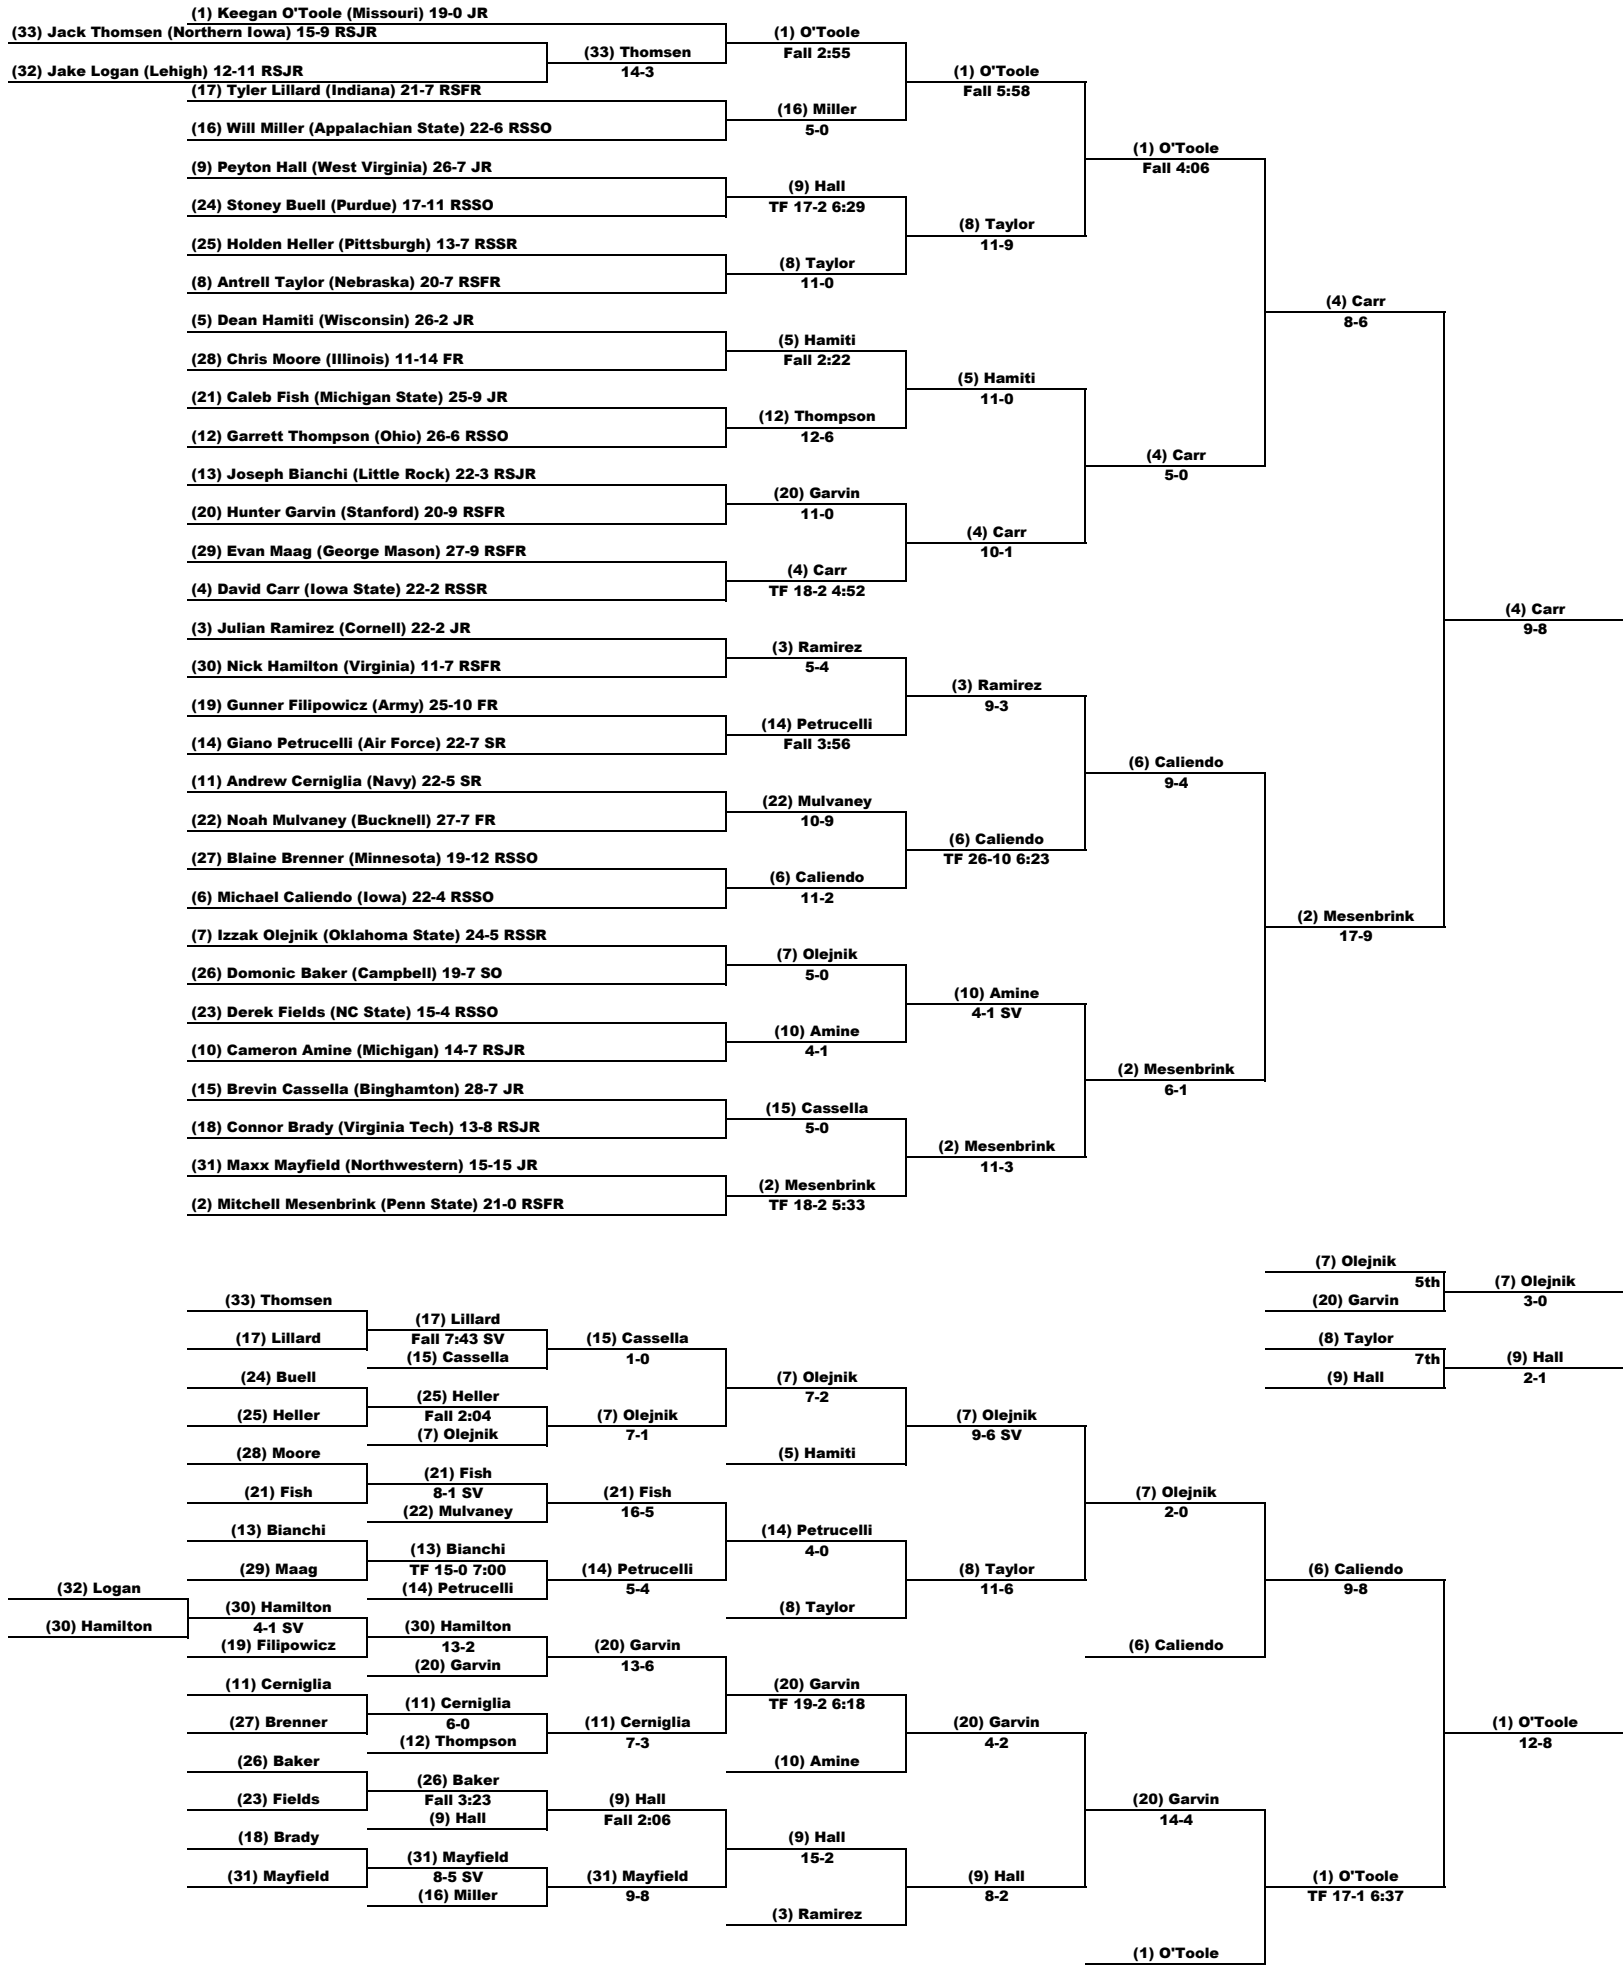 (1) Keegan O'Toole (Missouri) 19-0 JR
(33) Jack Thomsen (Northern Iowa) 15-9 RSJR
(1) O'Toole
(33) Thomsen
Fall 2:55
(32) Jake Logan (Lehigh) 12-11 RSJR
14-3
(1) O'Toole
(17) Tyler Lillard (Indiana) 21-7 RSFR
Fall 5:58
(16) Miller
(16) Will Miller (Appalachian State) 22-6 RSSO
5-0
(1) O'Toole
(9) Peyton Hall (West Virginia) 26-7 JR
Fall 4:06
(9) Hall
(24) Stoney Buell (Purdue) 17-11 RSSO
TF 17-2 6:29
(8) Taylor
(25) Holden Heller (Pittsburgh) 13-7 RSSR
11-9
(8) Taylor
(8) Antrell Taylor (Nebraska) 20-7 RSFR
11-0
(4) Carr
(5) Dean Hamiti (Wisconsin) 26-2 JR
8-6
(5) Hamiti
(28) Chris Moore (Illinois) 11-14 FR
Fall 2:22
(5) Hamiti
(21) Caleb Fish (Michigan State) 25-9 JR
11-0
(12) Thompson
(12) Garrett Thompson (Ohio) 26-6 RSSO
12-6
(4) Carr
(13) Joseph Bianchi (Little Rock) 22-3 RSJR
5-0
(20) Garvin
(20) Hunter Garvin (Stanford) 20-9 RSFR
11-0
(4) Carr
(29) Evan Maag (George Mason) 27-9 RSFR
10-1
(4) Carr
(4) David Carr (Iowa State) 22-2 RSSR
TF 18-2 4:52
(4) Carr
(3) Julian Ramirez (Cornell) 22-2 JR
9-8
(3) Ramirez
(30) Nick Hamilton (Virginia) 11-7 RSFR
5-4
(3) Ramirez
(19) Gunner Filipowicz (Army) 25-10 FR
9-3
(14) Petrucelli
(14) Giano Petrucelli (Air Force) 22-7 SR
Fall 3:56
(6) Caliendo
(11) Andrew Cerniglia (Navy) 22-5 SR
9-4
(22) Mulvaney
(22) Noah Mulvaney (Bucknell) 27-7 FR
10-9
(6) Caliendo
(27) Blaine Brenner (Minnesota) 19-12 RSSO
TF 26-10 6:23
(6) Caliendo
(6) Michael Caliendo (Iowa) 22-4 RSSO
11-2
(2) Mesenbrink
(7) Izzak Olejnik (Oklahoma State) 24-5 RSSR
17-9
(7) Olejnik
(26) Domonic Baker (Campbell) 19-7 SO
5-0
(10) Amine
(23) Derek Fields (NC State) 15-4 RSSO
4-1 SV
(10) Amine
(10) Cameron Amine (Michigan) 14-7 RSJR
4-1
(2) Mesenbrink
(15) Brevin Cassella (Binghamton) 28-7 JR
6-1
(15) Cassella
(18) Connor Brady (Virginia Tech) 13-8 RSJR
5-0
(2) Mesenbrink
(31) Maxx Mayfield (Northwestern) 15-15 JR
11-3
(2) Mesenbrink
(2) Mitchell Mesenbrink (Penn State) 21-0 RSFR
TF 18-2 5:33
(7) Olejnik
5th
(7) Olejnik
(20) Garvin
3-0
(33) Thomsen
(17) Lillard
(17) Lillard
Fall 7:43 SV
(15) Cassella
(8) Taylor
(15) Cassella
1-0
7th
(9) Hall
(24) Buell
(7) Olejnik
(9) Hall
2-1
(25) Heller
7-2
(25) Heller
Fall 2:04
(7) Olejnik
(7) Olejnik
(7) Olejnik
7-1
9-6 SV
(28) Moore
(5) Hamiti
(21) Fish
(21) Fish
8-1 SV
(21) Fish
(7) Olejnik
(22) Mulvaney
16-5
2-0
(13) Bianchi
(14) Petrucelli
(13) Bianchi
4-0
(29) Maag
TF 15-0 7:00
(14) Petrucelli
(8) Taylor
(6) Caliendo
(32) Logan
(14) Petrucelli
5-4
11-6
9-8
(30) Hamilton
(8) Taylor
(30) Hamilton
4-1 SV
(30) Hamilton
(19) Filipowicz
13-2
(20) Garvin
(6) Caliendo
(20) Garvin
13-6
(11) Cerniglia
(20) Garvin
(11) Cerniglia
TF 19-2 6:18
(27) Brenner
6-0
(11) Cerniglia
(20) Garvin
(1) O'Toole
(12) Thompson
7-3
4-2
12-8
(26) Baker
(10) Amine
(26) Baker
(23) Fields
Fall 3:23
(9) Hall
(20) Garvin
(9) Hall
Fall 2:06
14-4
(18) Brady
(9) Hall
(31) Mayfield
15-2
(31) Mayfield
8-5 SV
(31) Mayfield
(9) Hall
(1) O'Toole
(16) Miller
9-8
8-2
TF 17-1 6:37
(3) Ramirez
(1) O'Toole